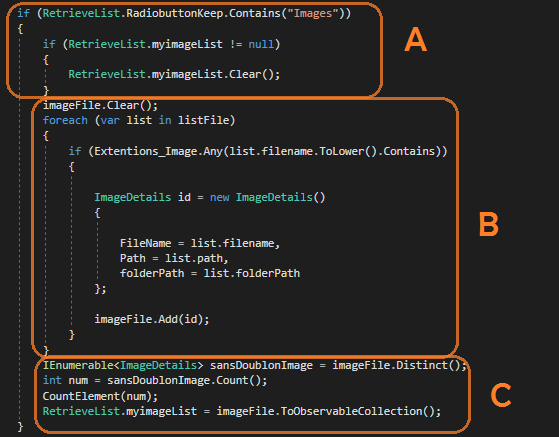 if (RetrieveList.RadiobuttonKeep.Contains("Images"))
{
if (RetrieveList.myimageList != null)
{
RetrieveList.myimageList.Clear();
}
imageFile.Clear();
foreach (var list in listFile)
{
if (Extentions_Image.Any(list.filename.ToLower().Contains))
{
ImageDetails id = new ImageDetails()
{
FileName = list.filename,
Path = list.path,
folderPath = list.folderPath
};
imageFile.Add(id);
}
}
IEnumerable<ImageDetails> sansDoublonImage = imageFile.Distinct();
int num = sansDoublonImage.Count();
CountElement(num);
RetrieveList.myimageList = imageFile.ToObservableCollection();
}
A
B
C